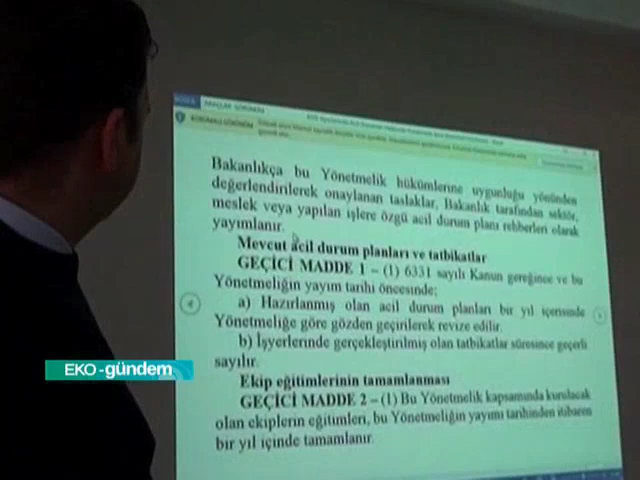 KORUMALI GÖRÜNÜM
Bakanlıkça bu Yönetmelik hükümlerine uygunluğu yönünden
değerlendirilerek onaylanan taslaklar, Bakanlık tarafından sektör,
meslek veya yapılan işlere özgü acil durum planı rehberleri olarak
yayımlanır.
Mevcut acil durum planları ve tatbikatlar
GEÇİCİ MADDE 1 – (1) 6331 sayılı Kanun gereğince ve bu
Yönetmeliğin yayım tarihi öncesinde;
a) Hazırlanmış olan acil durum planları bir yıl içerisinde
Yönetmeliğe göre gözden geçirilerek revize edilir.
b) İşyerlerinde gerçekleştirilmiş olan tatbikatlar süresince geçerli
sayılır.
Ekip eğitimlerinin tamamlanması
GEÇİCİ MADDE 2 – (1) Bu Yönetmelik kapsamında kurulacak
olan ekiplerin eğitimleri, bu Yönetmeliğin yayımı tarihinden itibaren
bir yıl içinde tamamlanır.
EKO-gündem